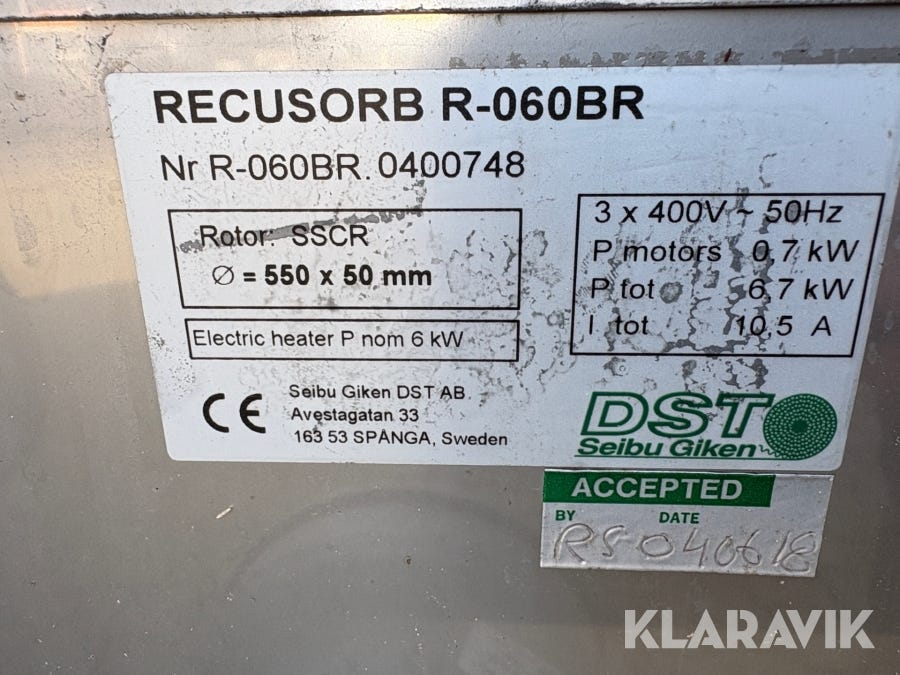 RECUSORB R-060BR
Nr R-060BR. 0400748
Rotor: SSCR
Ø = 550 x 50 mm
Electric heater P nom 6 kW
3 x 400V ~ 50Hz
P motors 0,7 kW
P tot 6,7 kW
I tot 10,5 A
CE
Seibu Giken DST AB
Avestagatan 33
163 53 SPÅNGA, Sweden
DST
Seibu Giken
ACCEPTED
BY DATE
RS 040618
KLARAVIK